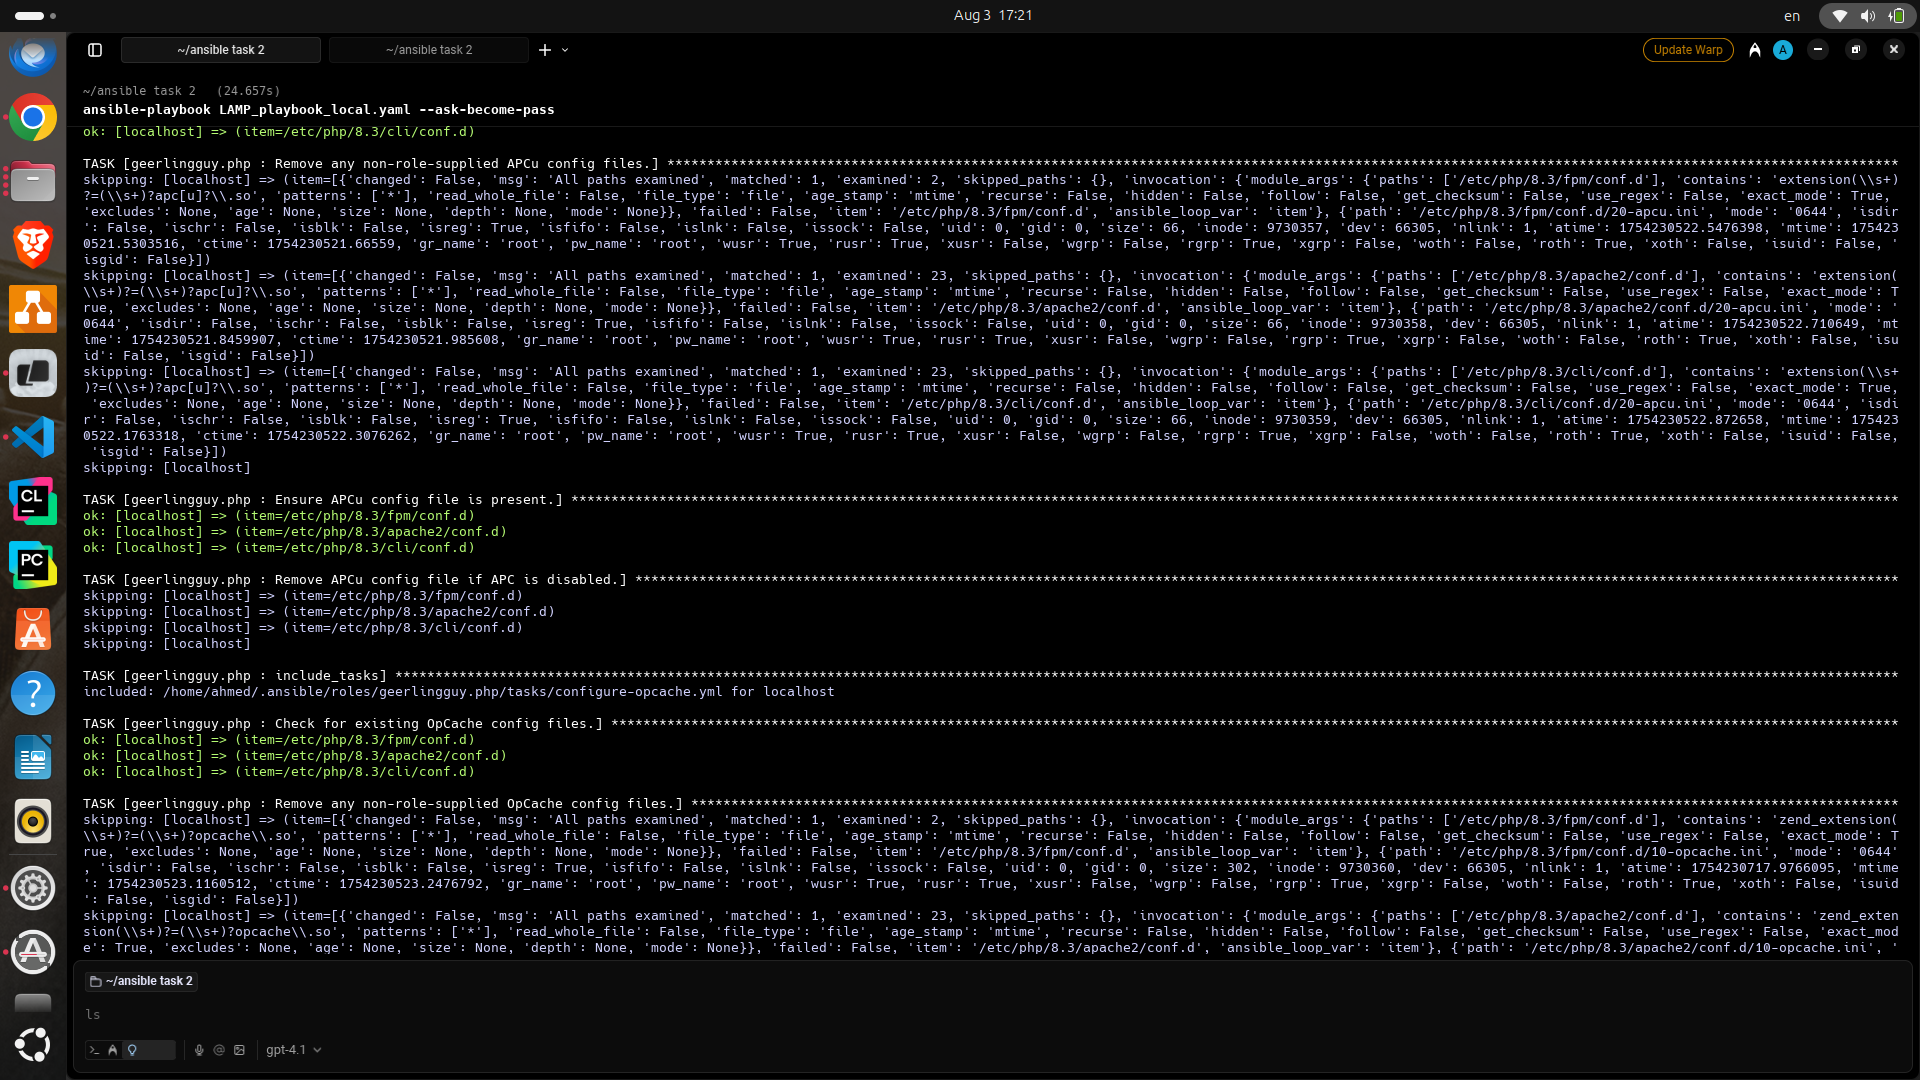 Aug 3 17:21
en
~/ansible task 2
~/ansible task 2
Update Warp
A
~/ansible task 2 (24.657s)
ansible-playbook LAMP_playbook_local.yaml --ask-become-pass
ok: [localhost] => (item=/etc/php/8.3/cli/conf.d)
TASK [geerlingguy.php : Remove any non-role-supplied APCu config files.] **********************************************************************************************************************************************************
skipping: [localhost] => (item=[{'changed': False, 'msg': 'All paths examined', 'matched': 1, 'examined': 2, 'skipped_paths': {}, 'invocation': {'module_args': {'paths': ['/etc/php/8.3/fpm/conf.d'], 'contains': 'extension(\\s+)
?=(\\s+)?apc[u]?\\.so', 'patterns': ['*'], 'read_whole_file': False, 'file_type': 'file', 'age_stamp': 'mtime', 'recurse': False, 'hidden': False, 'follow': False, 'get_checksum': False, 'use_regex': False, 'exact_mode': True,
'excludes': None, 'age': None, 'size': None, 'depth': None, 'mode': None}}, 'failed': False, 'item': '/etc/php/8.3/fpm/conf.d', 'ansible_loop_var': 'item'}, {'path': '/etc/php/8.3/fpm/conf.d/20-apcu.ini', 'mode': '0644', 'isdir
': False, 'ischr': False, 'isblk': False, 'isreg': True, 'isfifo': False, 'islnk': False, 'issock': False, 'uid': 0, 'gid': 0, 'size': 66, 'inode': 9730357, 'dev': 66305, 'nlink': 1, 'atime': 1754230522.5476398, 'mtime': 175423
0521.5303516, 'ctime': 1754230521.66559, 'gr_name': 'root', 'pw_name': 'root', 'wusr': True, 'rusr': True, 'xusr': False, 'wgrp': False, 'rgrp': True, 'xgrp': False, 'woth': False, 'roth': True, 'xoth': False, 'isuid': False, '
isgid': False}])
skipping: [localhost] => (item=[{'changed': False, 'msg': 'All paths examined', 'matched': 1, 'examined': 23, 'skipped_paths': {}, 'invocation': {'module_args': {'paths': ['/etc/php/8.3/apache2/conf.d'], 'contains': 'extension(
\\s+)?=(\\s+)?apc[u]?\\.so', 'patterns': ['*'], 'read_whole_file': False, 'file_type': 'file', 'age_stamp': 'mtime', 'recurse': False, 'hidden': False, 'follow': False, 'get_checksum': False, 'use_regex': False, 'exact_mode': T
rue, 'excludes': None, 'age': None, 'size': None, 'depth': None, 'mode': None}}, 'failed': False, 'item': '/etc/php/8.3/apache2/conf.d', 'ansible_loop_var': 'item'}, {'path': '/etc/php/8.3/apache2/conf.d/20-apcu.ini', 'mode': '
0644', 'isdir': False, 'ischr': False, 'isblk': False, 'isreg': True, 'isfifo': False, 'islnk': False, 'issock': False, 'uid': 0, 'gid': 0, 'size': 66, 'inode': 9730358, 'dev': 66305, 'nlink': 1, 'atime': 1754230522.710649, 'mt
ime': 1754230521.8459907, 'ctime': 1754230521.985608, 'gr_name': 'root', 'pw_name': 'root', 'wusr': True, 'rusr': True, 'xusr': False, 'wgrp': False, 'rgrp': True, 'xgrp': False, 'woth': False, 'roth': True, 'xoth': False, 'isu
id': False, 'isgid': False}])
skipping: [localhost] => (item=[{'changed': False, 'msg': 'All paths examined', 'matched': 1, 'examined': 23, 'skipped_paths': {}, 'invocation': {'module_args': {'paths': ['/etc/php/8.3/cli/conf.d'], 'contains': 'extension(\\s+
)?=(\\s+)?apc[u]?\\.so', 'patterns': ['*'], 'read_whole_file': False, 'file_type': 'file', 'age_stamp': 'mtime', 'recurse': False, 'hidden': False, 'follow': False, 'get_checksum': False, 'use_regex': False, 'exact_mode': True,
'excludes': None, 'age': None, 'size': None, 'depth': None, 'mode': None}}, 'failed': False, 'item': '/etc/php/8.3/cli/conf.d', 'ansible_loop_var': 'item'}, {'path': '/etc/php/8.3/cli/conf.d/20-apcu.ini', 'mode': '0644', 'isdi
r': False, 'ischr': False, 'isblk': False, 'isreg': True, 'isfifo': False, 'islnk': False, 'issock': False, 'uid': 0, 'gid': 0, 'size': 66, 'inode': 9730359, 'dev': 66305, 'nlink': 1, 'atime': 1754230522.872658, 'mtime': 175423
0522.1763318, 'ctime': 1754230522.3076262, 'gr_name': 'root', 'pw_name': 'root', 'wusr': True, 'rusr': True, 'xusr': False, 'wgrp': False, 'rgrp': True, 'xgrp': False, 'woth': False, 'roth': True, 'xoth': False, 'isuid': False,
'isgid': False}])
skipping: [localhost]
TASK [geerlingguy.php : Ensure APCu config file is present.] **********************************************************************************************************************************************************************
ok: [localhost] => (item=/etc/php/8.3/fpm/conf.d)
ok: [localhost] => (item=/etc/php/8.3/apache2/conf.d)
ok: [localhost] => (item=/etc/php/8.3/cli/conf.d)
TASK [geerlingguy.php : Remove APCu config file if APC is disabled.] **************************************************************************************************************************************************************
skipping: [localhost] => (item=/etc/php/8.3/fpm/conf.d)
skipping: [localhost] => (item=/etc/php/8.3/apache2/conf.d)
skipping: [localhost] => (item=/etc/php/8.3/cli/conf.d)
skipping: [localhost]
TASK [geerlingguy.php : include_tasks] ********************************************************************************************************************************************************************************************
included: /home/ahmed/.ansible/roles/geerlingguy.php/tasks/configure-opcache.yml for localhost
TASK [geerlingguy.php : Check for existing OpCache config files.] *****************************************************************************************************************************************************************
ok: [localhost] => (item=/etc/php/8.3/fpm/conf.d)
ok: [localhost] => (item=/etc/php/8.3/apache2/conf.d)
ok: [localhost] => (item=/etc/php/8.3/cli/conf.d)
TASK [geerlingguy.php : Remove any non-role-supplied OpCache config files.] *******************************************************************************************************************************************************
skipping: [localhost] => (item=[{'changed': False, 'msg': 'All paths examined', 'matched': 1, 'examined': 2, 'skipped_paths': {}, 'invocation': {'module_args': {'paths': ['/etc/php/8.3/fpm/conf.d'], 'contains': 'zend_extension(
\\s+)?=(\\s+)?opcache\\.so', 'patterns': ['*'], 'read_whole_file': False, 'file_type': 'file', 'age_stamp': 'mtime', 'recurse': False, 'hidden': False, 'follow': False, 'get_checksum': False, 'use_regex': False, 'exact_mode': T
rue, 'excludes': None, 'age': None, 'size': None, 'depth': None, 'mode': None}}, 'failed': False, 'item': '/etc/php/8.3/fpm/conf.d', 'ansible_loop_var': 'item'}, {'path': '/etc/php/8.3/fpm/conf.d/10-opcache.ini', 'mode': '0644'
, 'isdir': False, 'ischr': False, 'isblk': False, 'isreg': True, 'isfifo': False, 'islnk': False, 'issock': False, 'uid': 0, 'gid': 0, 'size': 302, 'inode': 9730360, 'dev': 66305, 'nlink': 1, 'atime': 1754230717.9766095, 'mtime
': 1754230523.1160512, 'ctime': 1754230523.2476792, 'gr_name': 'root', 'pw_name': 'root', 'wusr': True, 'rusr': True, 'xusr': False, 'wgrp': False, 'rgrp': True, 'xgrp': False, 'woth': False, 'roth': True, 'xoth': False, 'isuid
': False, 'isgid': False}])
skipping: [localhost] => (item=[{'changed': False, 'msg': 'All paths examined', 'matched': 1, 'examined': 23, 'skipped_paths': {}, 'invocation': {'module_args': {'paths': ['/etc/php/8.3/apache2/conf.d'], 'contains': 'zend_exten
sion(\\s+)?=(\\s+)?opcache\\.so', 'patterns': ['*'], 'read_whole_file': False, 'file_type': 'file', 'age_stamp': 'mtime', 'recurse': False, 'hidden': False, 'follow': False, 'get_checksum': False, 'use_regex': False, 'exact_mod
e': True, 'excludes': None, 'age': None, 'size': None, 'depth': None, 'mode': None}}, 'failed': False, 'item': '/etc/php/8.3/apache2/conf.d', 'ansible_loop_var': 'item'}, {'path': '/etc/php/8.3/apache2/conf.d/10-opcache.ini', '
~/ansible task 2
ls
gpt-4.1
CL
PC